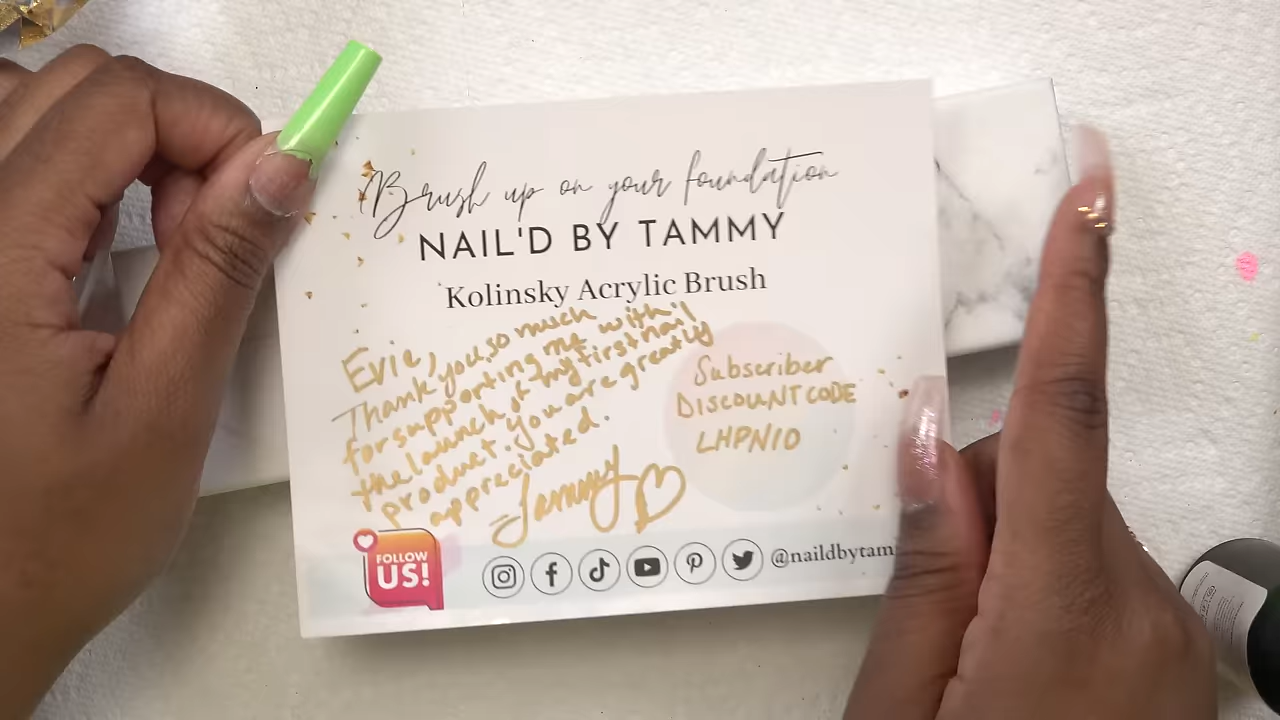 Brush up on your foundation
NAIL'D BY TAMMY
Kolinsky Acrylic Brush
Evie,
Thank you, so much
for supporting me with
the launch of my first nail
product. you are greatly
appreciated.
-Tammy
Subscriber
DISCOUNT CODE
LHPN10
FOLLOW
US!
@naildbytam